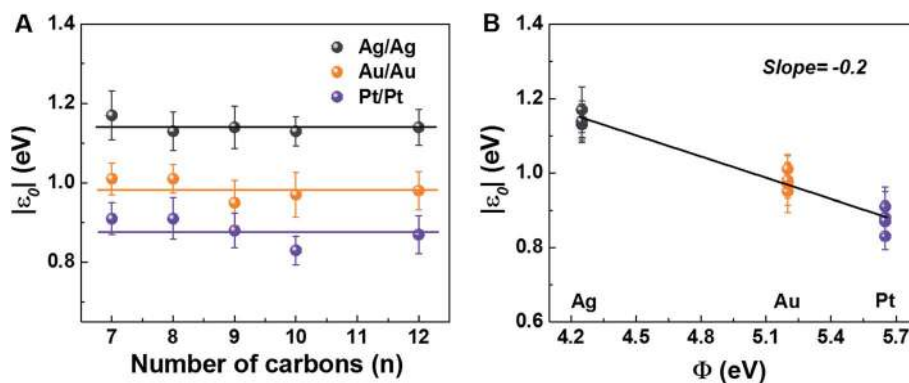 A
B
1.4
1.2
1.0
0.8
|ε₀| (eV)
Ag/Ag
Au/Au
Pt/Pt
7
8
9
10
11
12
Number of carbons (n)
1.4
1.2
1.0
0.8
0.6
|ε₀| (eV)
Slope= -0.2
Ag
Au
Pt
4.2
4.5
4.8
5.1
5.4
5.7
Φ (eV)